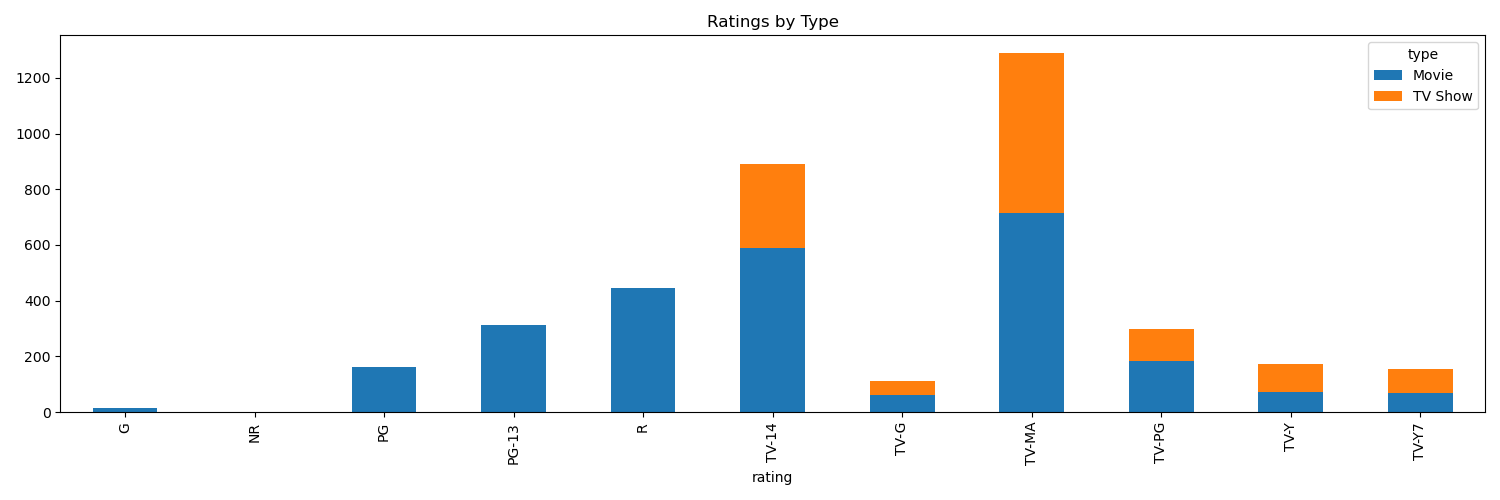 Ratings by Type
type
Movie
TV Show
1200
1000
800
600
400
200
0
G
NR
PG
PG-13
R
TV-14
TV-G
TV-MA
TV-PG
TV-Y
TV-Y7
rating